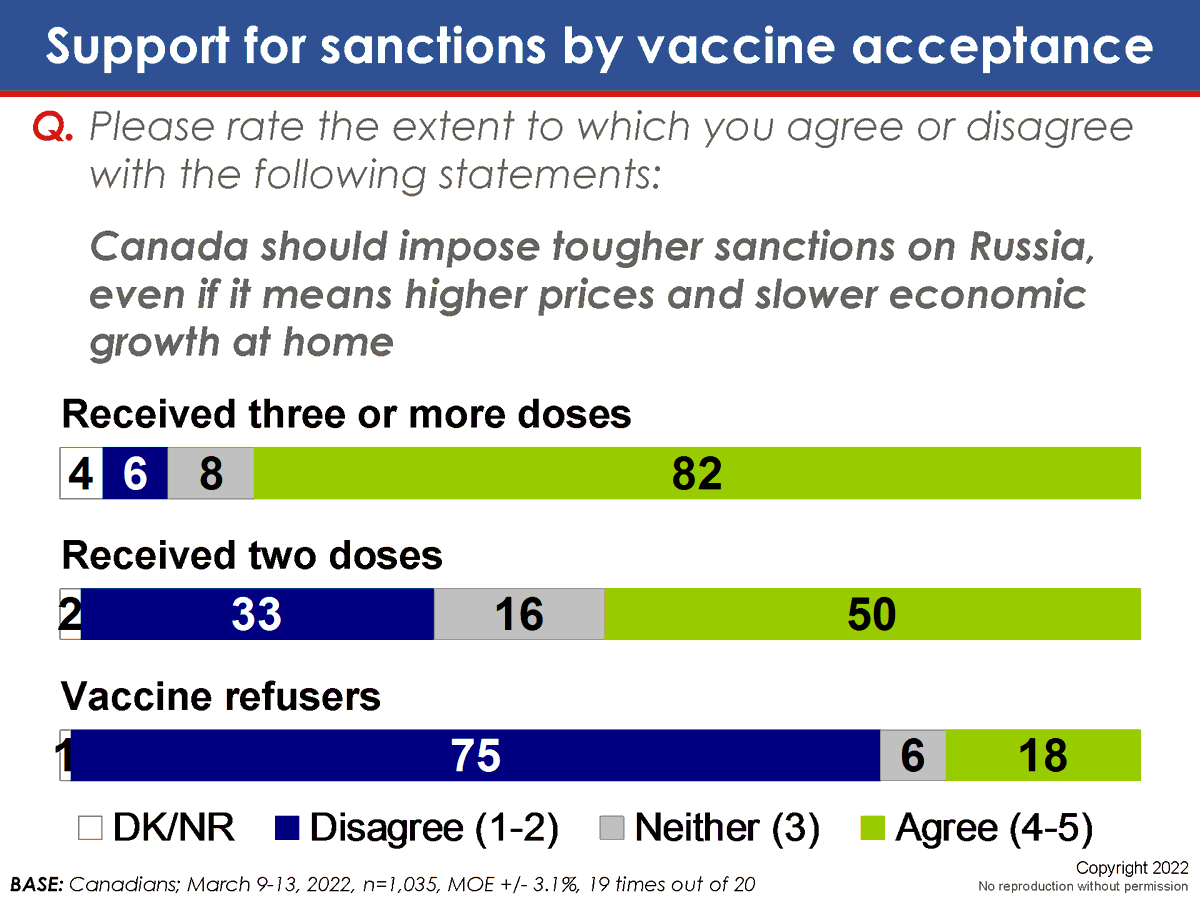 Support for sanctions by vaccine acceptance
Q. Please rate the extent to which you agree or disagree
with the following statements:
Canada should impose tougher sanctions on Russia,
even if it means higher prices and slower economic
growth at home
Received three or more doses
4 6 8 82
Received two doses
2 33 16 50
Vaccine refusers
1 75 6 18
DK/NR Disagree (1-2) Neither (3) Agree (4-5)
Copyright 2022
BASE: Canadians; March 9-13, 2022, n=1,035, MOE +/- 3.1%, 19 times out of 20
No reproduction without permission